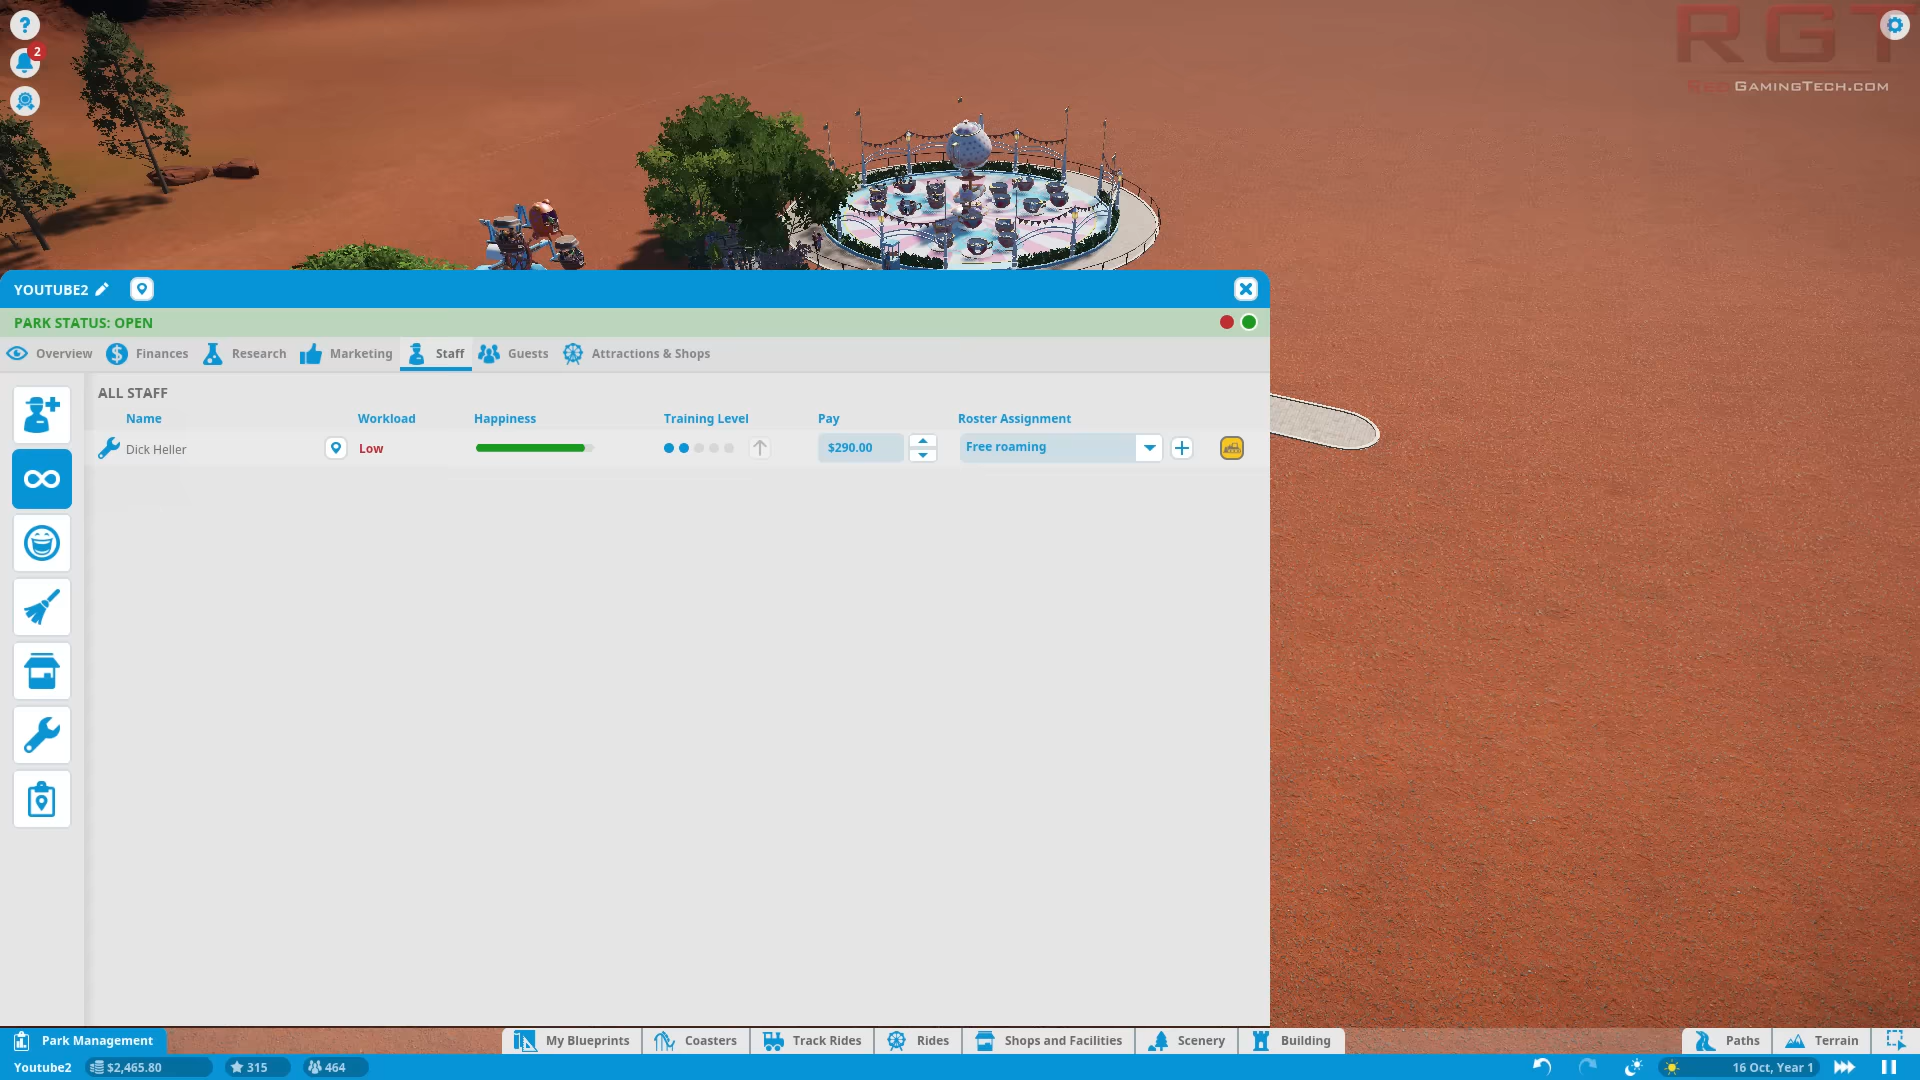 ?
2
RGT
RED GAMINGTECH.COM
YOUTUBE2
PARK STATUS: OPEN
Overview
Finances
Research
Marketing
Staff
Guests
Attractions & Shops
ALL STAFF
Name
Workload
Happiness
Training Level
Pay
Roster Assignment
Dick Heller
Low
$290.00
Free roaming
Park Management
My Blueprints
Coasters
Track Rides
Rides
Shops and Facilities
Scenery
Building
Paths
Terrain
Youtube2
$2,465.80
315
464
16 Oct, Year 1